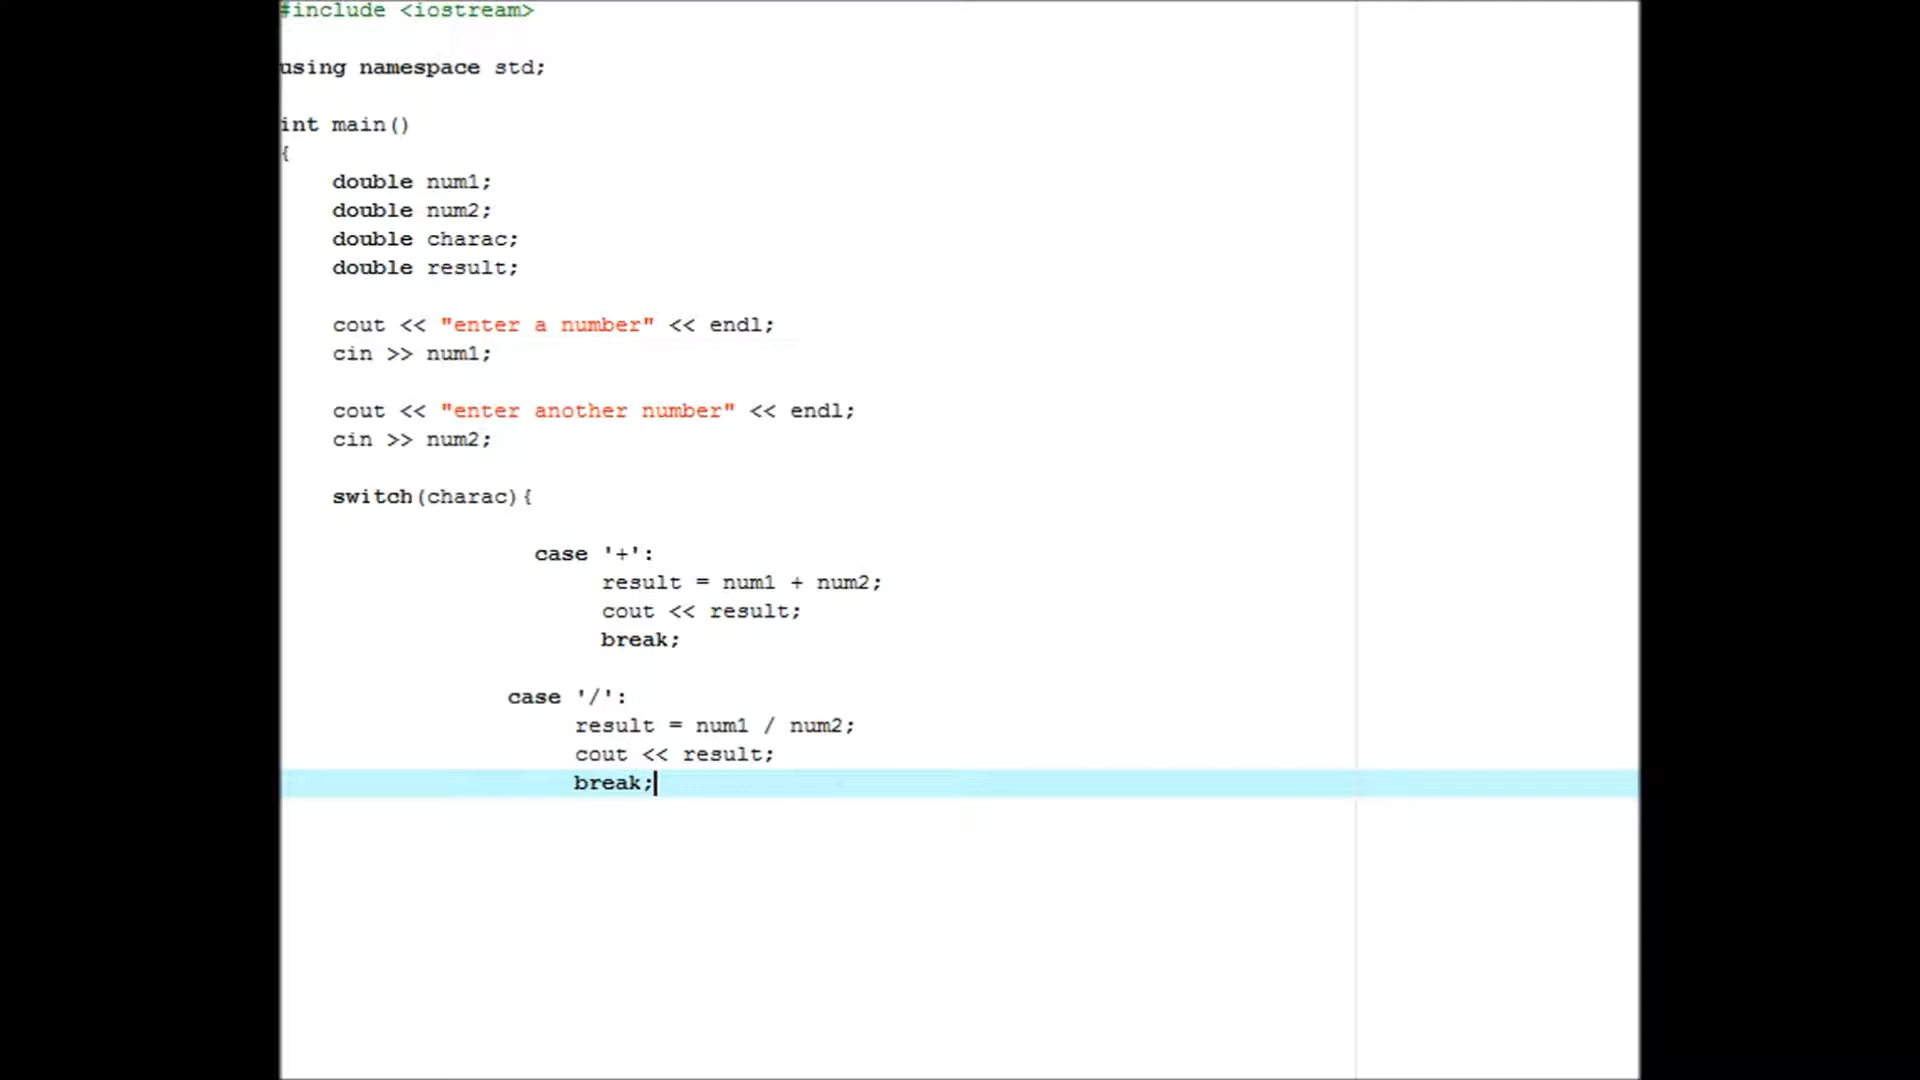 #include <iostream>
using namespace std;
int main()
{
double num1;
double num2;
double charac;
double result;
cout << "enter a number" << endl;
cin >> num1;
cout << "enter another number" << endl;
cin >> num2;
switch(charac){
case '+':
result = num1 + num2;
cout << result;
break;
case '/':
result = num1 / num2;
cout << result;
break;